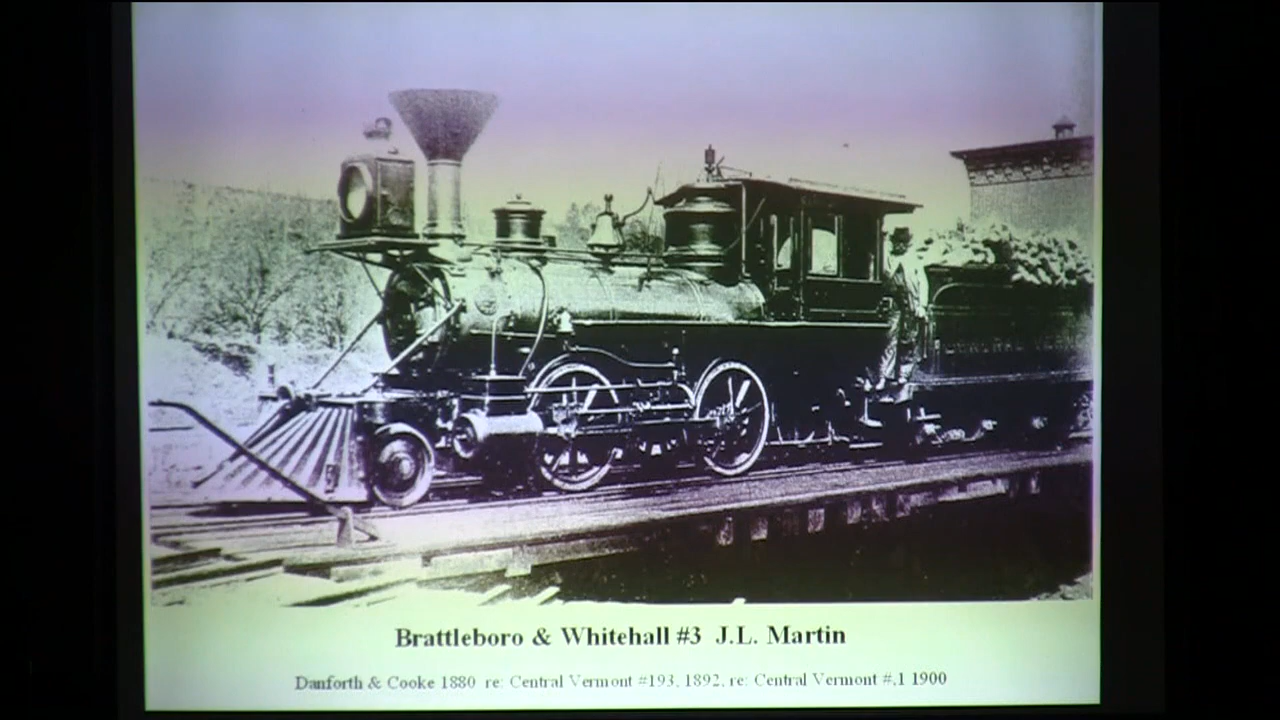 Brattleboro & Whitehall #3 J.L. Martin
Danforth & Cooke 1880 re: Central Vermont #193, 1892, re: Central Vermont #,1 1900